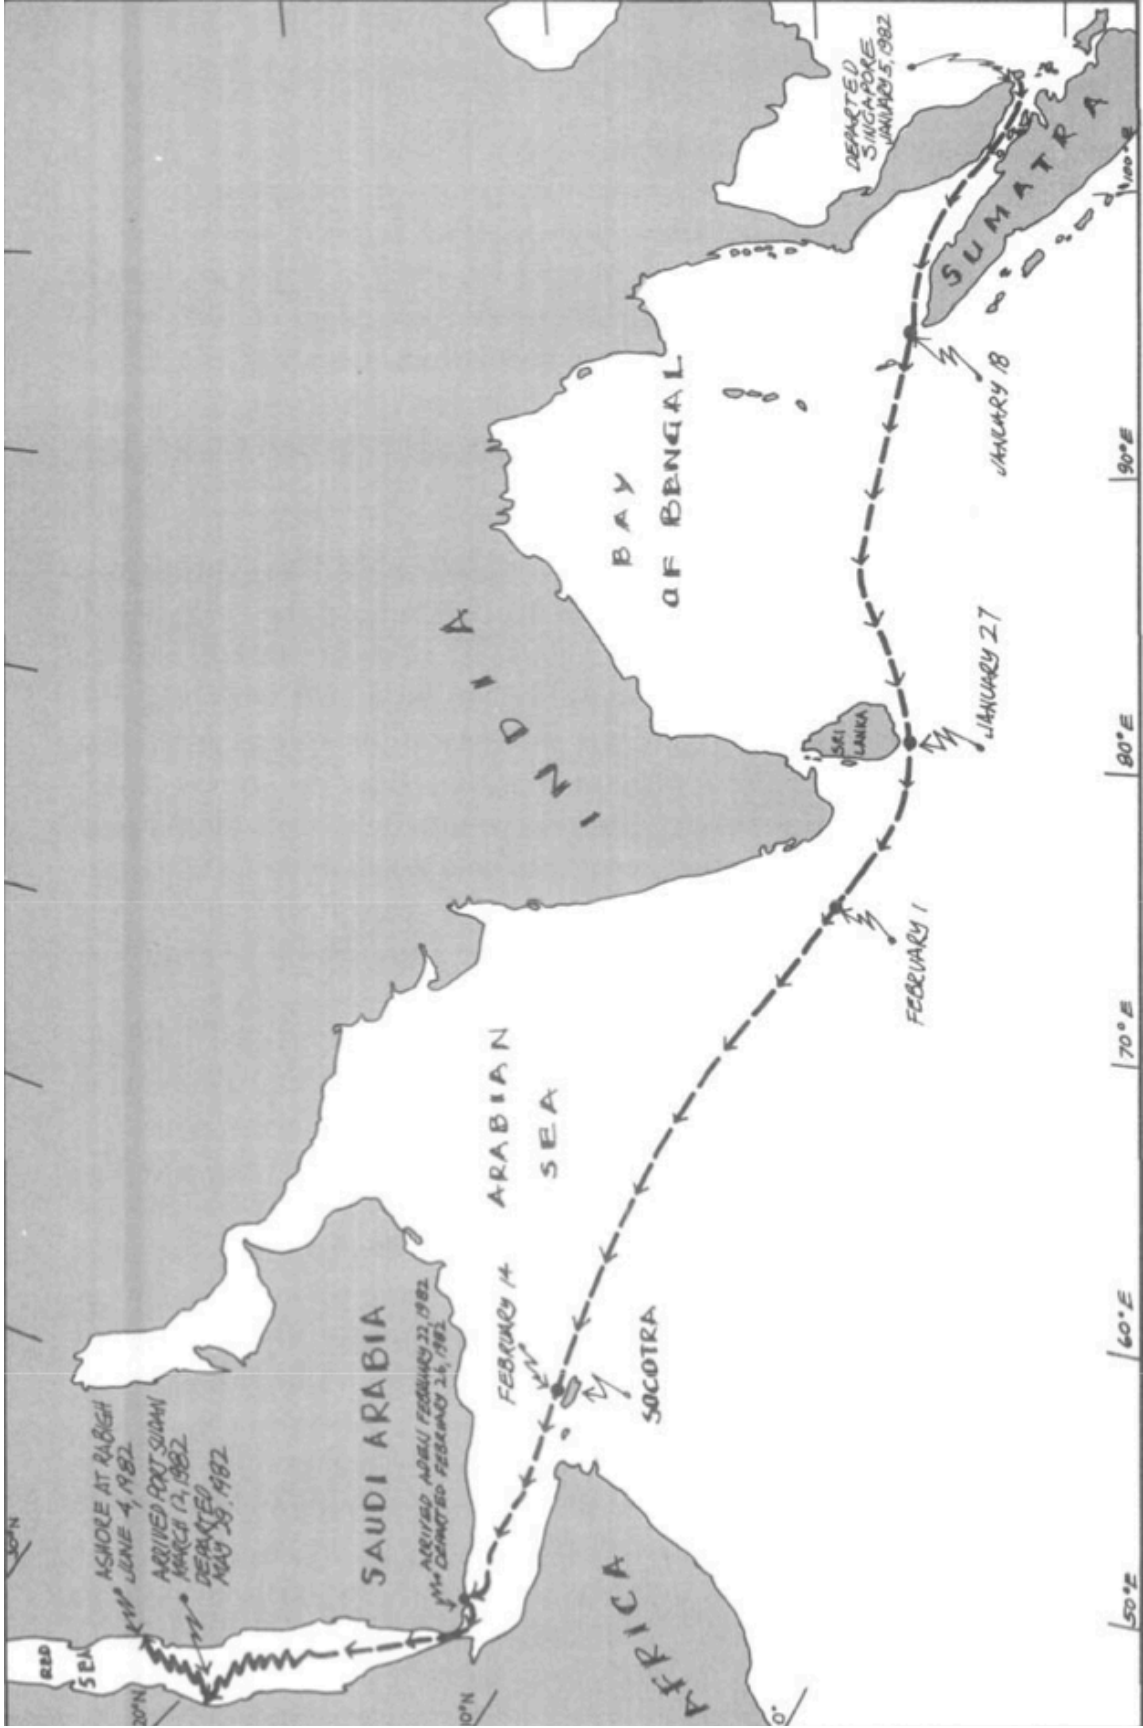 RED
SEA
ASHORE AT RABIGH
JUNE 4, 1982
ARRIVED PORT SUDAN
MARCH 12, 1982
DEPARTED
MAY 29, 1982
30°N
20°N
10°N
0°
SAUDI ARABIA
ARRIVED ADEN FEBRUARY 22, 1982
DEPARTED FEBRUARY 26, 1982
AFRICA
FEBRUARY 14
SOCOTRA
ARABIAN
SEA
FEBRUARY 1
INDIA
SRI
LANKA
JANUARY 27
BAY
OF BENGAL
JANUARY 18
SUMATRA
DEPARTED
SINGAPORE
JANUARY 5, 1982
50°E
60°E
70°E
80°E
90°E
100°E